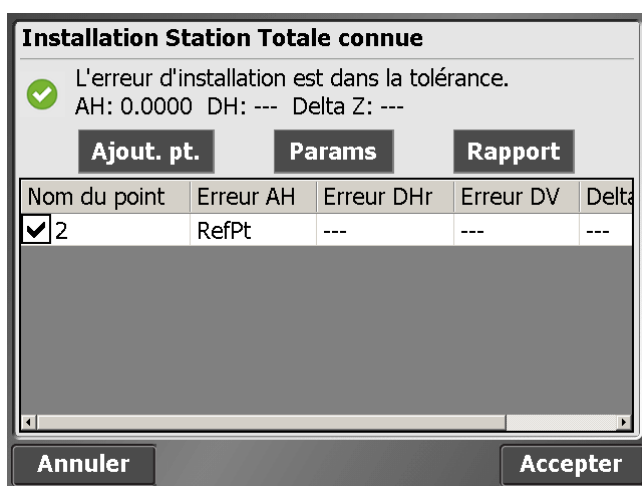 Installation Station Totale connue
L'erreur d'installation est dans la tolérance.
AH: 0.0000 DH: --- Delta Z: ---
Ajout. pt. Params Rapport
Nom du point Erreur AH Erreur DHr Erreur DV Delta
2 RefPt --- --- ---
Annuler Accepter